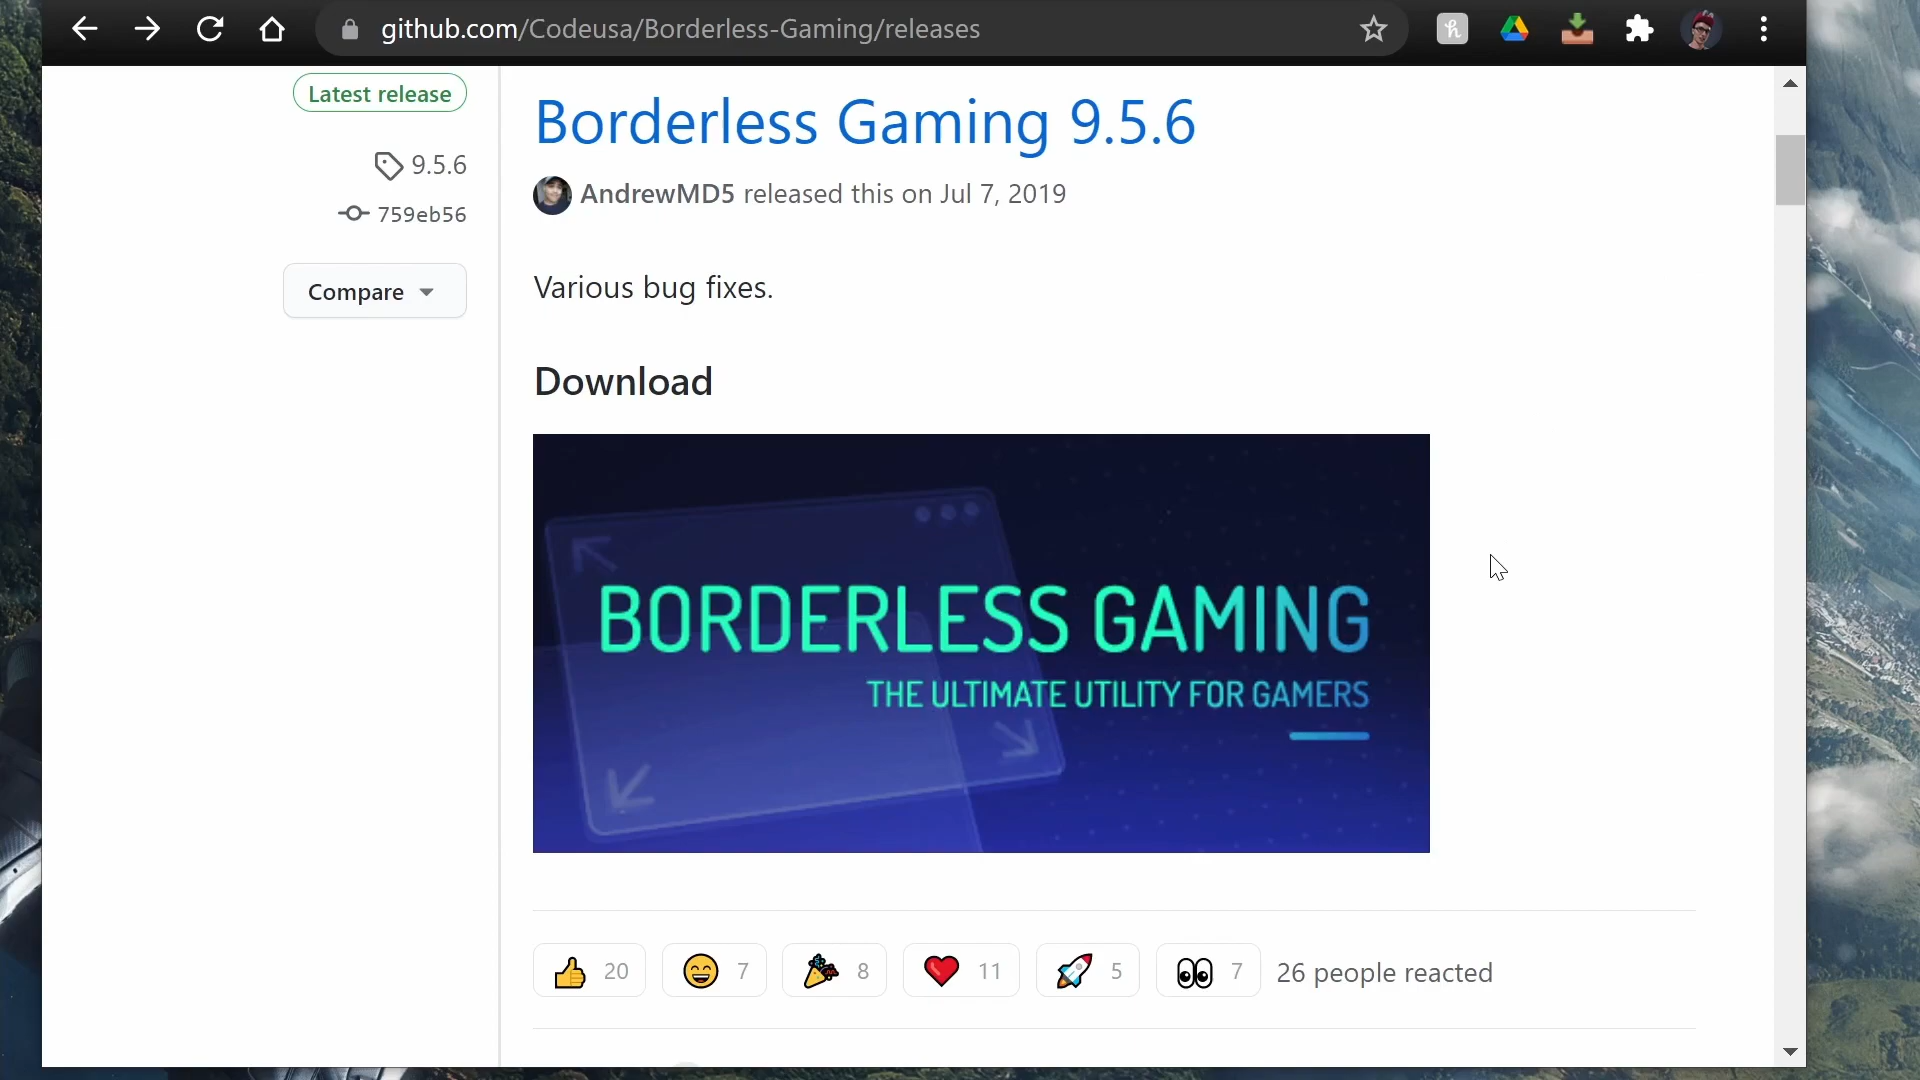 github.com/Codeusa/Borderless-Gaming/releases
Latest release
9.5.6
759eb56
Compare
Borderless Gaming 9.5.6
AndrewMD5 released this on Jul 7, 2019
Various bug fixes.
Download
BORDERLESS GAMING
THE ULTIMATE UTILITY FOR GAMERS
20 7 8 11 5 7 26 people reacted